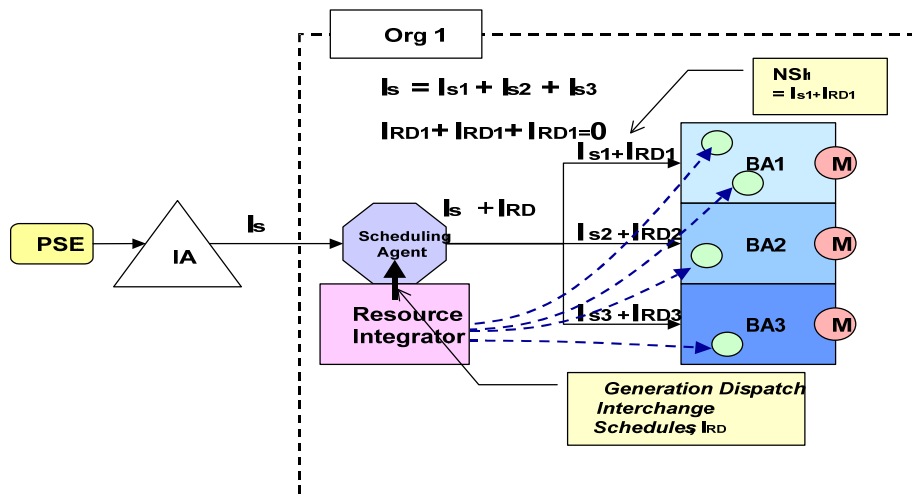 Org 1
Is = Is1 + Is2 + Is3
IRD1+ IRD1+ IRD1=0
NSI1
= Is1+IRD1
Is1+IRD1
BA1
M
Is
Is + IRD
PSE
IA
Scheduling
Agent
Is2 +IRD2
BA2
M
Resource
Integrator
Is3 +IRD3
BA3
M
Generation Dispatch
Interchange
Schedules, IRD